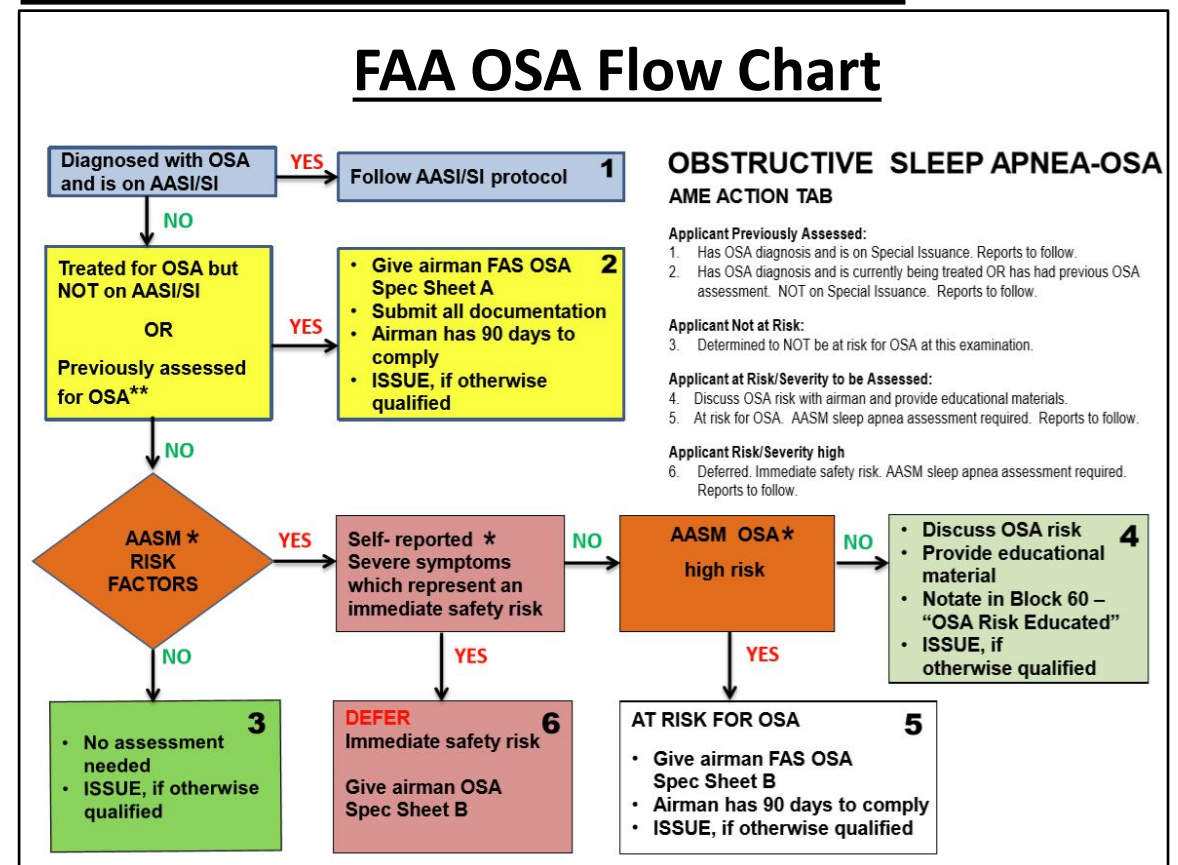 FAA OSA Flow Chart
Diagnosed with OSA
and is on AASI/SI
YES
Follow AASI/SI protocol
1
NO
OBSTRUCTIVE SLEEP APNEA-OSA
AME ACTION TAB
Applicant Previously Assessed:
1. Has OSA diagnosis and is on Special Issuance. Reports to follow.
2. Has OSA diagnosis and is currently being treated OR has had previous OSA
assessment. NOT on Special Issuance. Reports to follow.
Applicant Not at Risk:
3. Determined to NOT be at risk for OSA at this examination.
Applicant at Risk/Severity to be Assessed:
4. Discuss OSA risk with airman and provide educational materials.
5. At risk for OSA. AASM sleep apnea assessment required. Reports to follow.
Applicant Risk/Severity high
6. Deferred. Immediate safety risk. AASM sleep apnea assessment required.
Reports to follow.
Treated for OSA but
NOT on AASI/SI
OR
Previously assessed
for OSA**
YES
• Give airman FAS OSA
Spec Sheet A
• Submit all documentation
• Airman has 90 days to
comply
• ISSUE, if otherwise
qualified
2
NO
AASM *
RISK
FACTORS
YES
Self- reported *
Severe symptoms
which represent an
immediate safety risk
NO
AASM OSA*
high risk
NO
• Discuss OSA risk
• Provide educational
material
• Notate in Block 60 –
“OSA Risk Educated”
• ISSUE, if
otherwise qualified
4
NO
YES
YES
• No assessment
needed
• ISSUE, if otherwise
qualified
3
DEFER
Immediate safety risk
Give airman OSA
Spec Sheet B
6
AT RISK FOR OSA
• Give airman FAS OSA
Spec Sheet B
• Airman has 90 days to comply
• ISSUE, if otherwise qualified
5